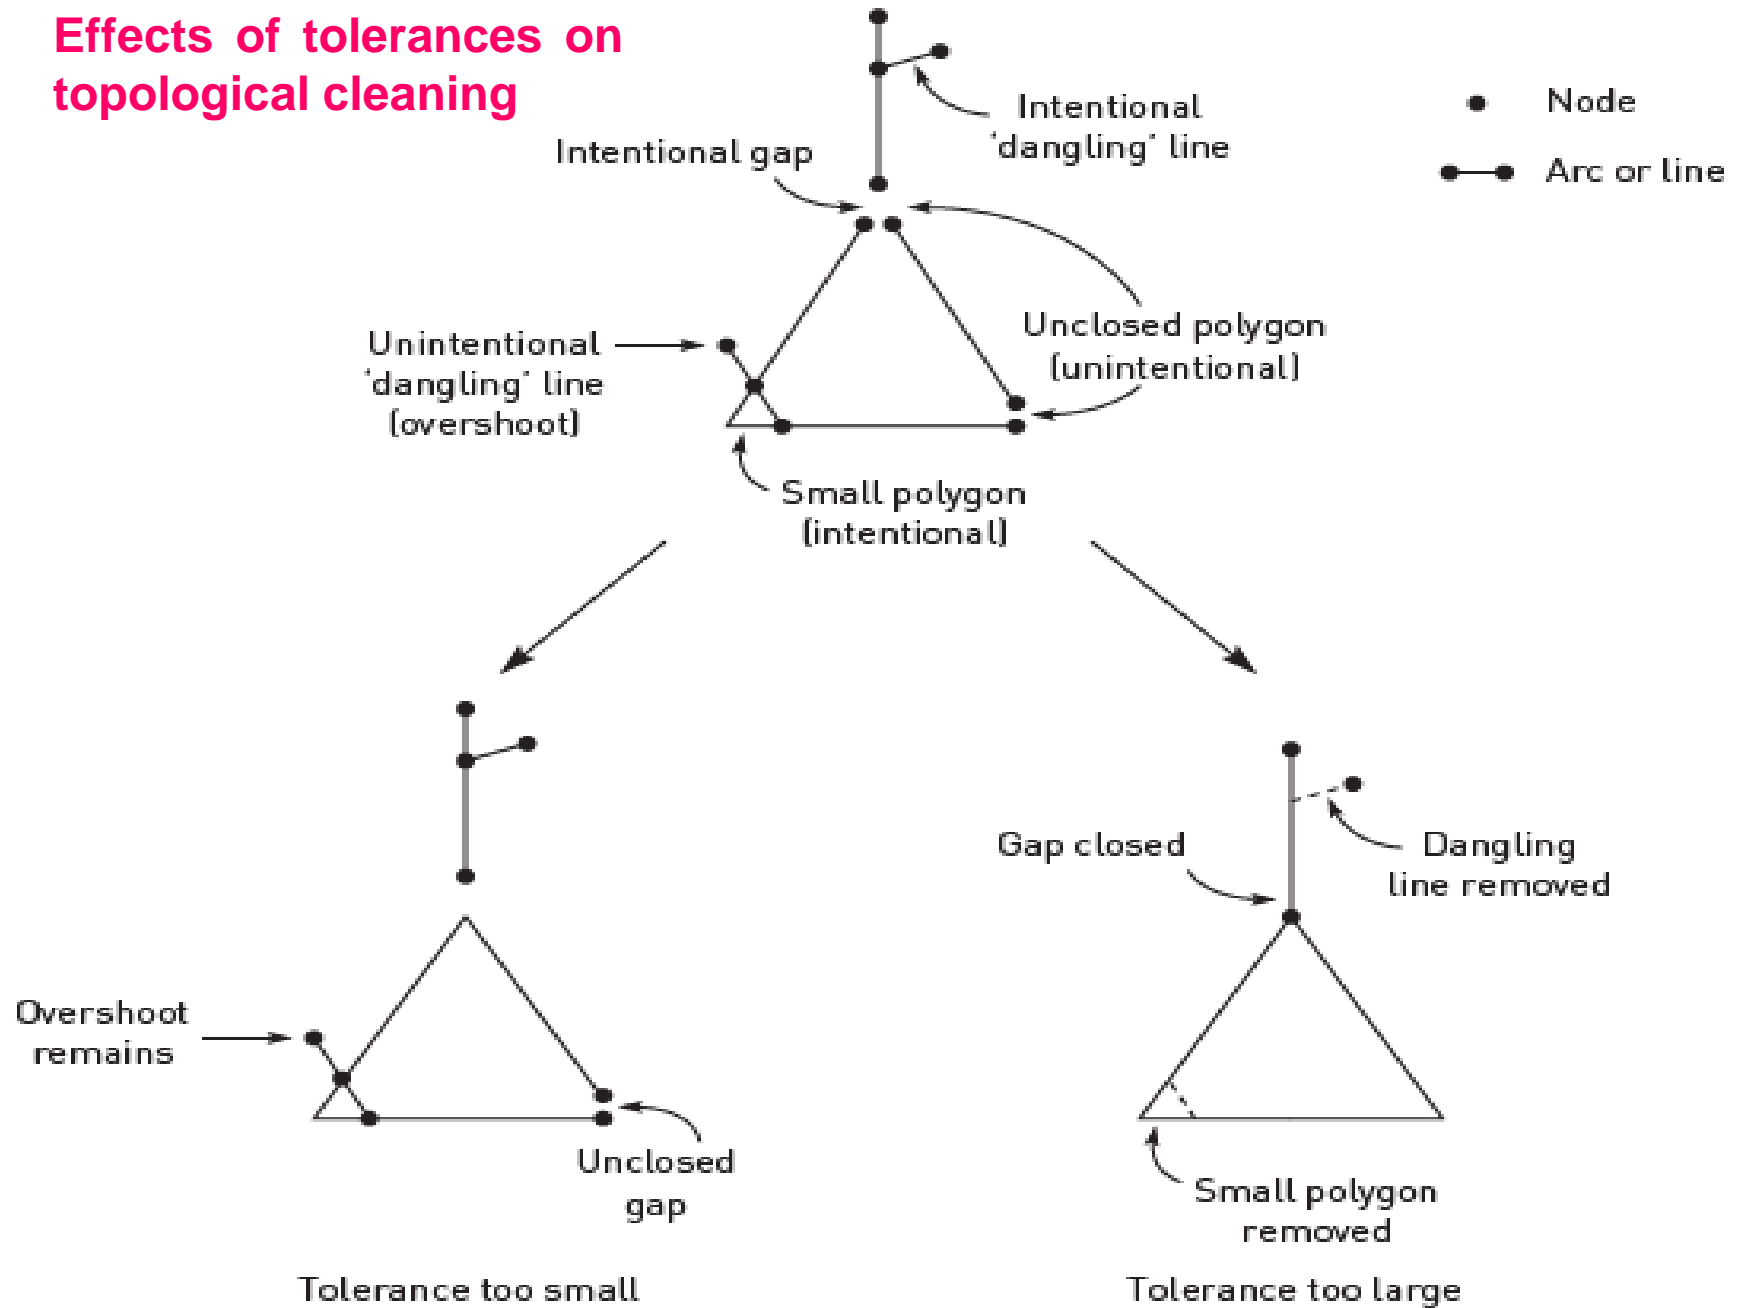 Effects of tolerances on
topological cleaning
Intentional
'dangling' line
Intentional gap
Node
Arc or line
Unintentional
'dangling' line
(overshoot)
Unclosed polygon
(unintentional)
Small polygon
(intentional)
Overshoot
remains
Unclosed
gap
Tolerance too small
Gap closed
Dangling
line removed
Small polygon
removed
Tolerance too large